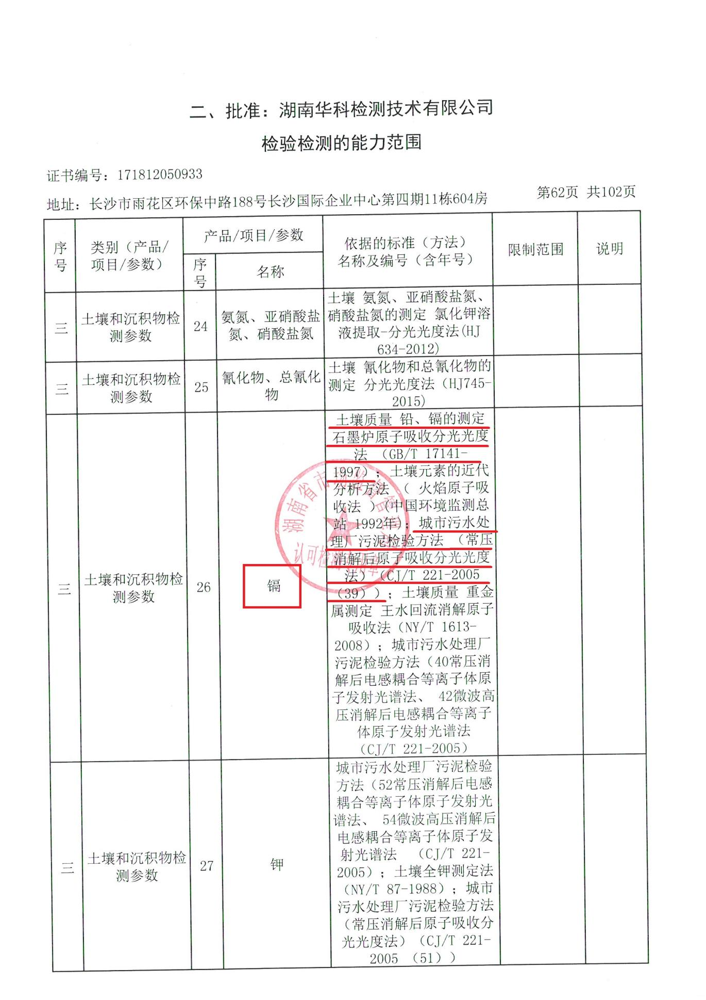 二、批准：湖南华科检测技术有限公司
检验检测的能力范围
证书编号：171812050933
地址：长沙市雨花区环保中路188号长沙国际企业中心第四期11栋604房
第62页 共102页
序号
类别（产品/
项目/参数）
产品/项目/参数
序号
名称
依据的标准（方法）
名称及编号（含年号）
限制范围
说明
三
土壤和沉积物检
测参数
24
氨氮、亚硝酸盐
氮、硝酸盐氮
土壤 氨氮、亚硝酸盐氮、
硝酸盐氮的测定 氯化钾溶
液提取-分光光度法(HJ
634-2012)
三
土壤和沉积物检
测参数
25
氰化物、总氰化
物
土壤 氰化物和总氰化物的
测定 分光光度法（HJ745-
2015)
三
土壤和沉积物检
测参数
26
镉
土壤质量 铅、镉的测定
石墨炉原子吸收分光光度
法 （GB/T 17141-
1997）；土壤元素的近代
分析方法 （ 火焰原子吸
收法 ）(中国环境监测总
站 1992年)；城市污水处
理厂污泥检验方法 （常压
消解后原子吸收分光光度
法）（CJ/T 221-2005
（39））；土壤质量 重金
属测定 王水回流消解原子
吸收法（NY/T 1613-
2008）；城市污水处理厂
污泥检验方法（40常压消
解后电感耦合等离子体原
子发射光谱法、 42微波高
压消解后电感耦合等离子
体原子发射光谱法
（CJ/T 221-2005）
湖南省市场监督管理局
认可检测专用章
三
土壤和沉积物检
测参数
27
钾
城市污水处理厂污泥检验
方法（52常压消解后电感
耦合等离子体原子发射光
谱法、 54微波高压消解后
电感耦合等离子体原子发
射光谱法 （CJ/T 221-
2005）；土壤全钾测定法
（NY/T 87-1988）；城市
污水处理厂污泥检验方法
（常压消解后原子吸收分
光光度法）（CJ/T 221-
2005 （51））